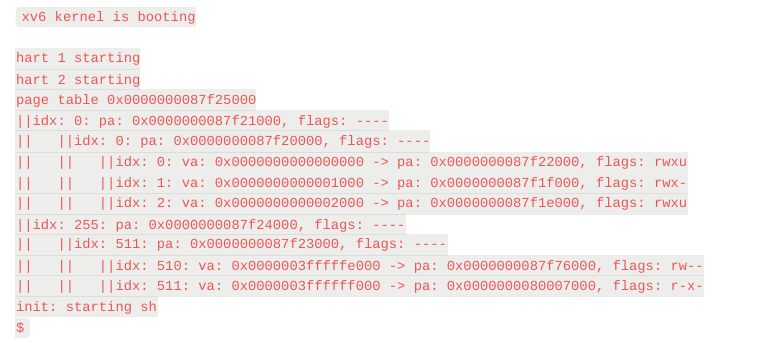 xv6 kernel is booting
hart 1 starting
hart 2 starting
page table 0x0000000087f25000
||idx: 0: pa: 0x0000000087f21000, flags: ----
||   ||idx: 0: pa: 0x0000000087f20000, flags: ----
||   ||   ||idx: 0: va: 0x0000000000000000 -> pa: 0x0000000087f22000, flags: rwxu
||   ||   ||idx: 1: va: 0x0000000000001000 -> pa: 0x0000000087f1f000, flags: rwx-
||   ||   ||idx: 2: va: 0x0000000000002000 -> pa: 0x0000000087f1e000, flags: rwxu
||idx: 255: pa: 0x0000000087f24000, flags: ----
||   ||idx: 511: pa: 0x0000000087f23000, flags: ----
||   ||   ||idx: 510: va: 0x0000003fffffe000 -> pa: 0x0000000087f76000, flags: rw--
||   ||   ||idx: 511: va: 0x0000003ffffff000 -> pa: 0x0000000080007000, flags: r-x-
init: starting sh
$